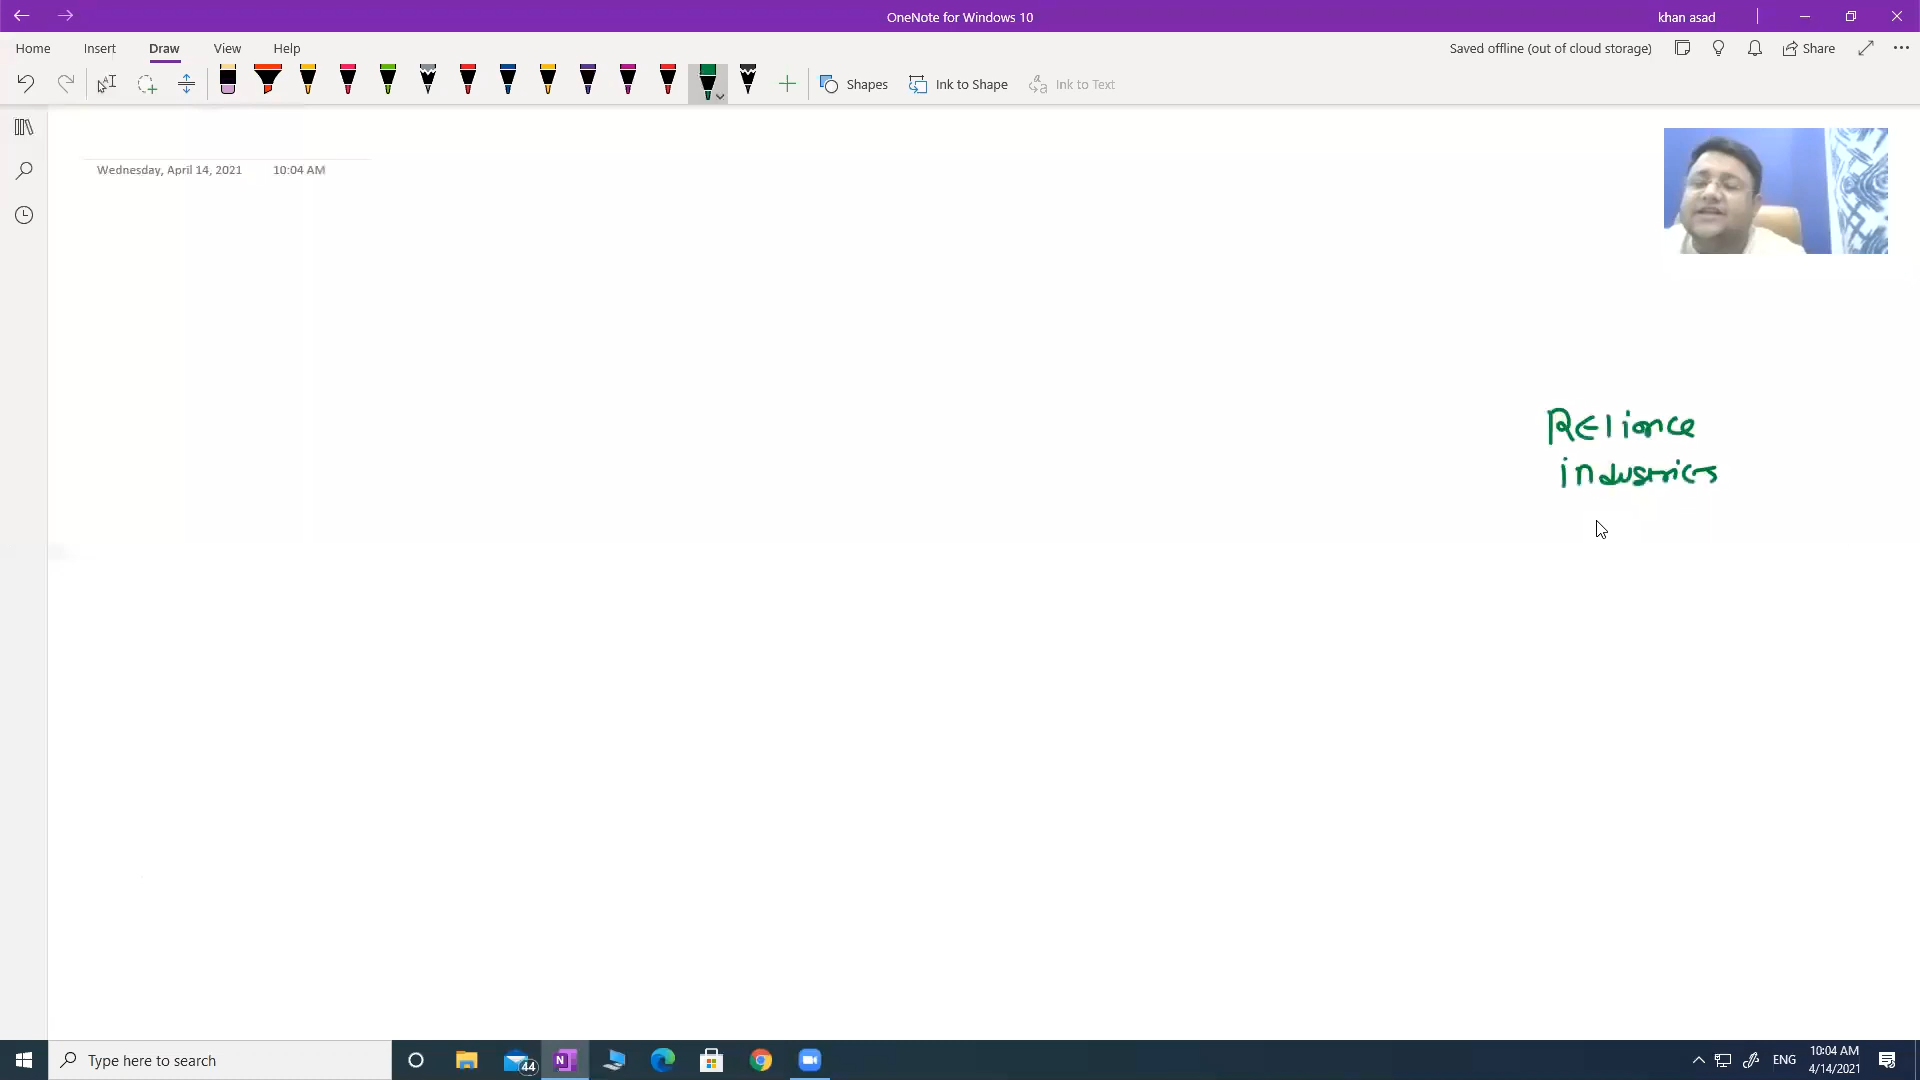 OneNote for Windows 10
khan asad
Home Insert Draw View Help
Saved offline (out of cloud storage)
Share
Shapes
Ink to Shape
Ink to Text
Wednesday, April 14, 2021 10:04 AM
Reliance
industries
Type here to search
44
N
ENG
10:04 AM
4/14/2021